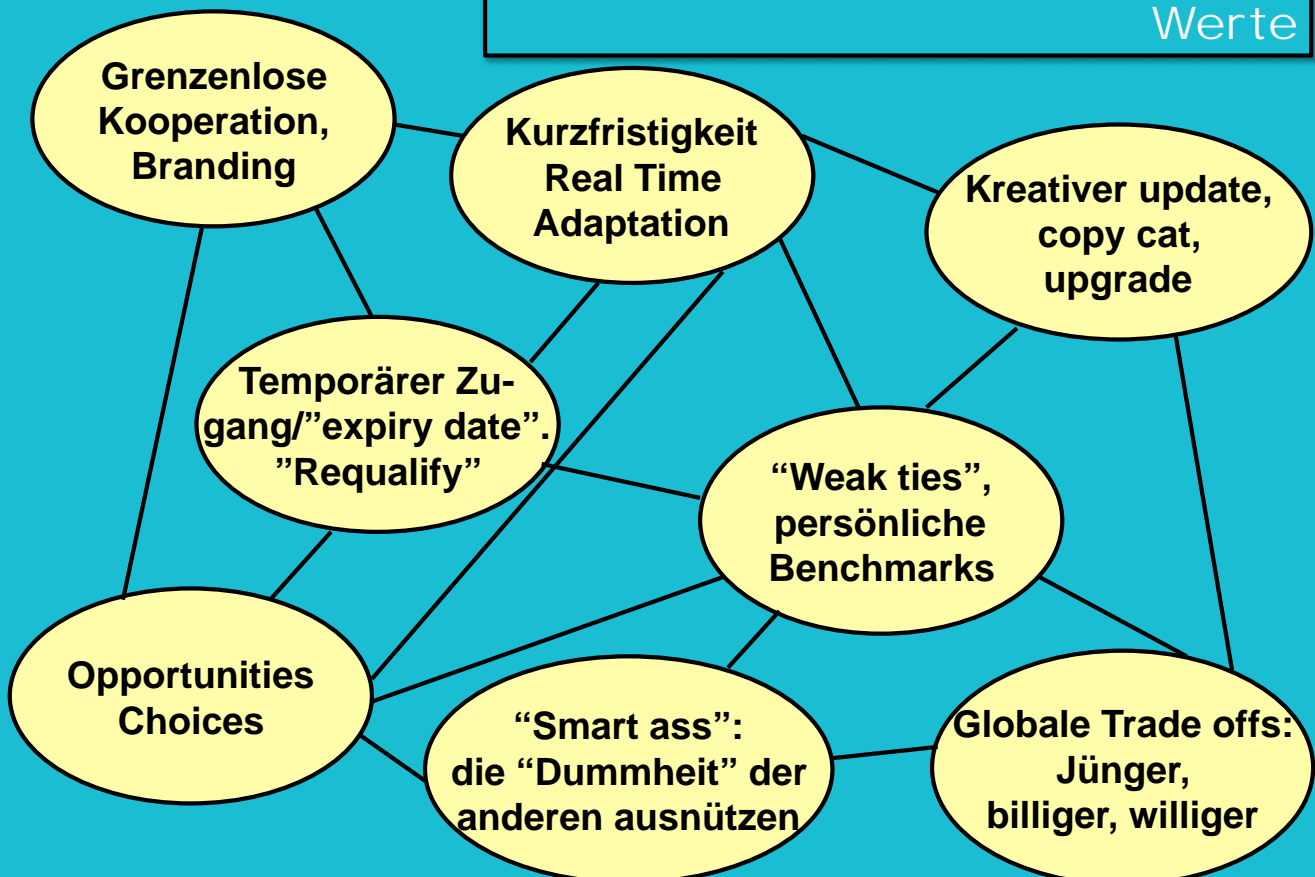 Werte
Grenzenlose
Kooperation,
Branding
Kurzfristigkeit
Real Time
Adaptation
Kreativer update,
copy cat,
upgrade
Temporärer Zu-
gang/”expiry date”.
”Requalify”
“Weak ties”,
persönliche
Benchmarks
Opportunities
Choices
“Smart ass”:
die “Dummheit” der
anderen ausnützen
Globale Trade offs:
Jünger,
billiger, williger